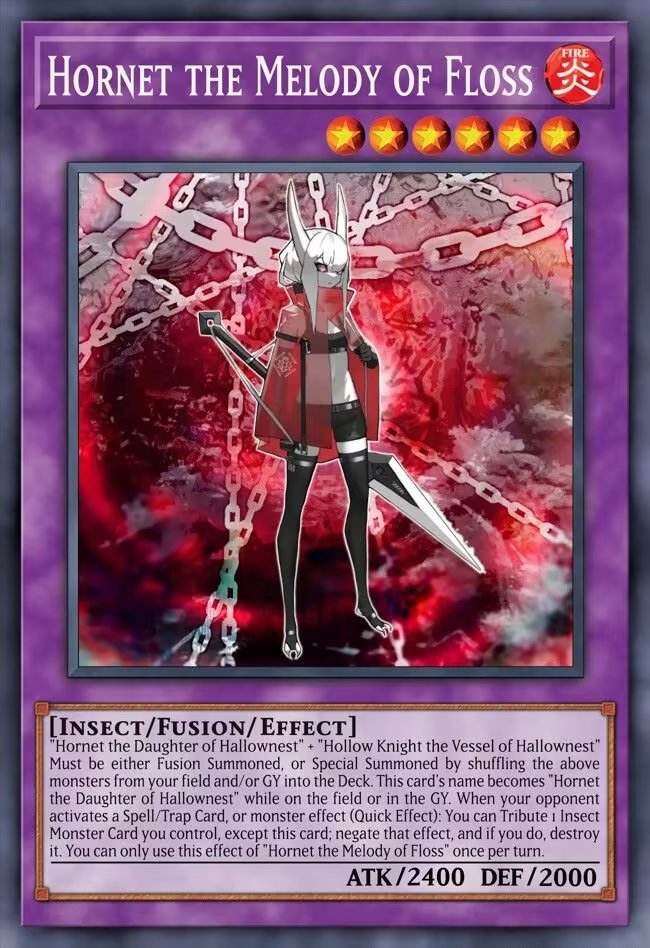 Hornet the Melody of Floss
FIRE
炎
[Insect/Fusion/Effect]
"Hornet the Daughter of Hallownest" + "Hollow Knight the Vessel of Hallownest"
Must be either Fusion Summoned, or Special Summoned by shuffling the above
monsters from your field and/or GY into the Deck. This card's name becomes "Hornet
the Daughter of Hallownest" while on the field or in the GY. When your opponent
activates a Spell/Trap Card, or monster effect (Quick Effect): You can Tribute 1 Insect
Monster Card you control, except this card; negate that effect, and if you do, destroy
it. You can only use this effect of "Hornet the Melody of Floss" once per turn.
ATK/2400 DEF/2000